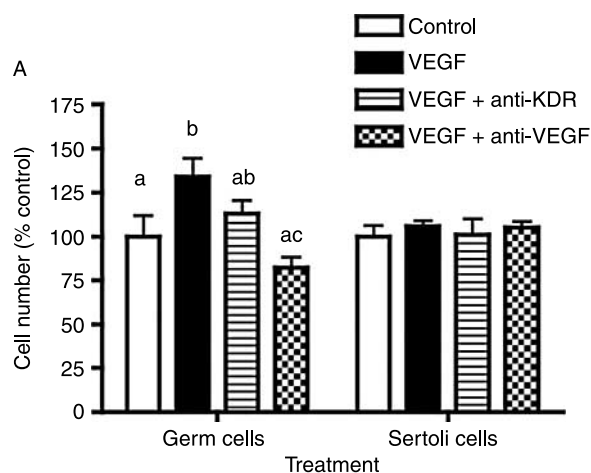 Control
VEGF
VEGF + anti-KDR
VEGF + anti-VEGF
A
Cell number (% control)
175
150
125
100
75
50
25
0
a
b
ab
ac
Germ cells
Sertoli cells
Treatment